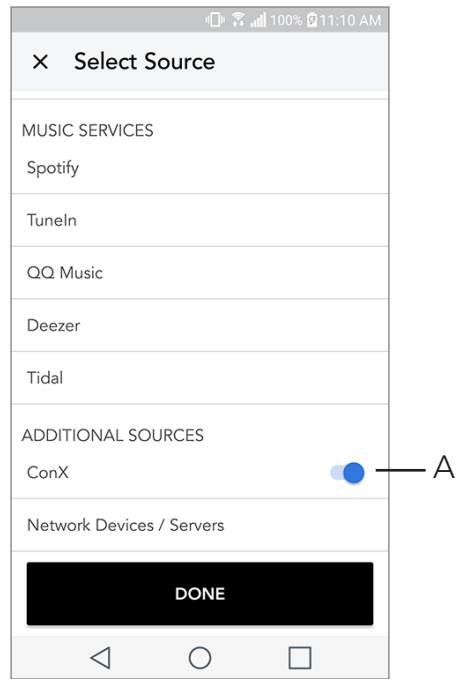 100% 11:10 AM
× Select Source
MUSIC SERVICES
Spotify
TuneIn
QQ Music
Deezer
Tidal
ADDITIONAL SOURCES
ConX
A
Network Devices / Servers
DONE